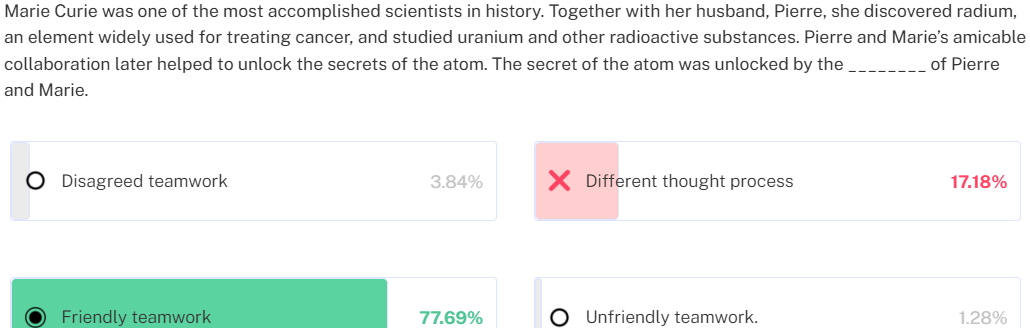 Marie Curie was one of the most accomplished scientists in history. Together with her husband, Pierre, she discovered radium,
an element widely used for treating cancer, and studied uranium and other radioactive substances. Pierre and Marie's amicable
collaboration later helped to unlock the secrets of the atom. The secret of the atom was unlocked by the ________ of Pierre
and Marie.
Disagreed teamwork 3.84%
Different thought process 17.18%
Friendly teamwork 77.69%
Unfriendly teamwork. 1.28%